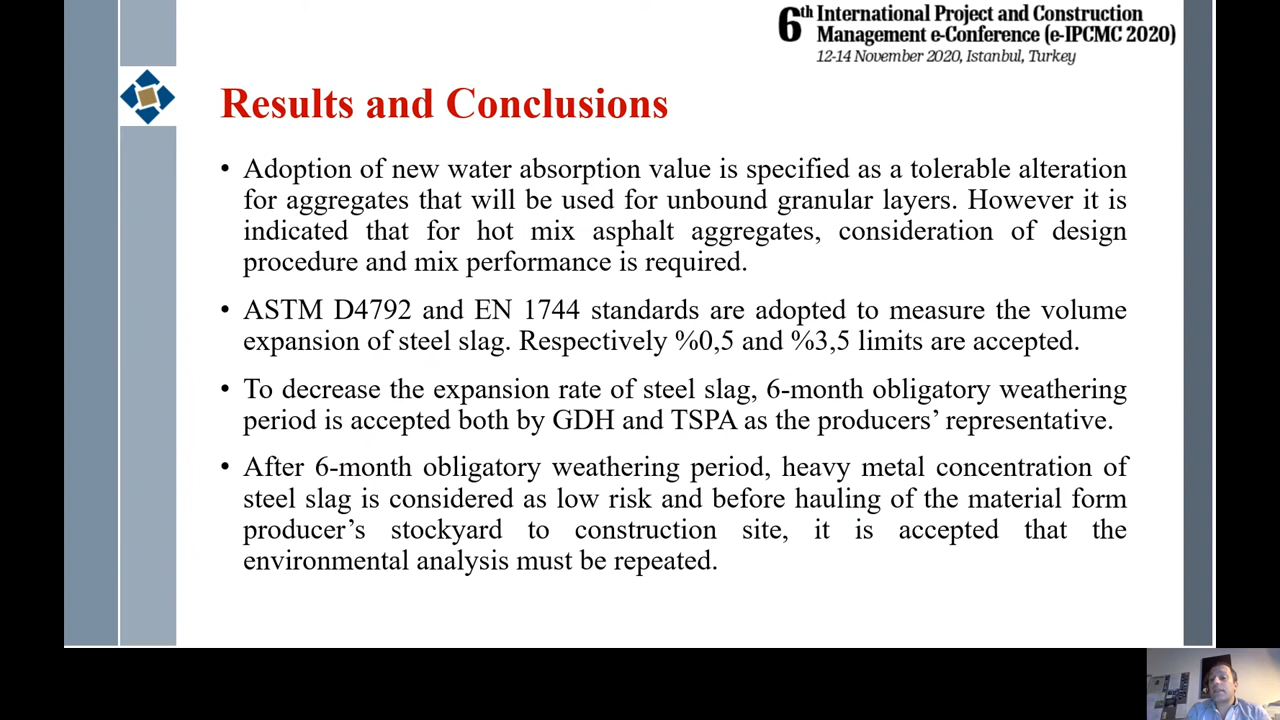 6th International Project and Construction
Management e-Conference (e-IPCMC 2020)
12-14 November 2020, Istanbul, Turkey
Results and Conclusions
• Adoption of new water absorption value is specified as a tolerable alteration
for aggregates that will be used for unbound granular layers. However it is
indicated that for hot mix asphalt aggregates, consideration of design
procedure and mix performance is required.
• ASTM D4792 and EN 1744 standards are adopted to measure the volume
expansion of steel slag. Respectively %0,5 and %3,5 limits are accepted.
• To decrease the expansion rate of steel slag, 6-month obligatory weathering
period is accepted both by GDH and TSPA as the producers’ representative.
• After 6-month obligatory weathering period, heavy metal concentration of
steel slag is considered as low risk and before hauling of the material form
producer’s stockyard to construction site, it is accepted that the
environmental analysis must be repeated.